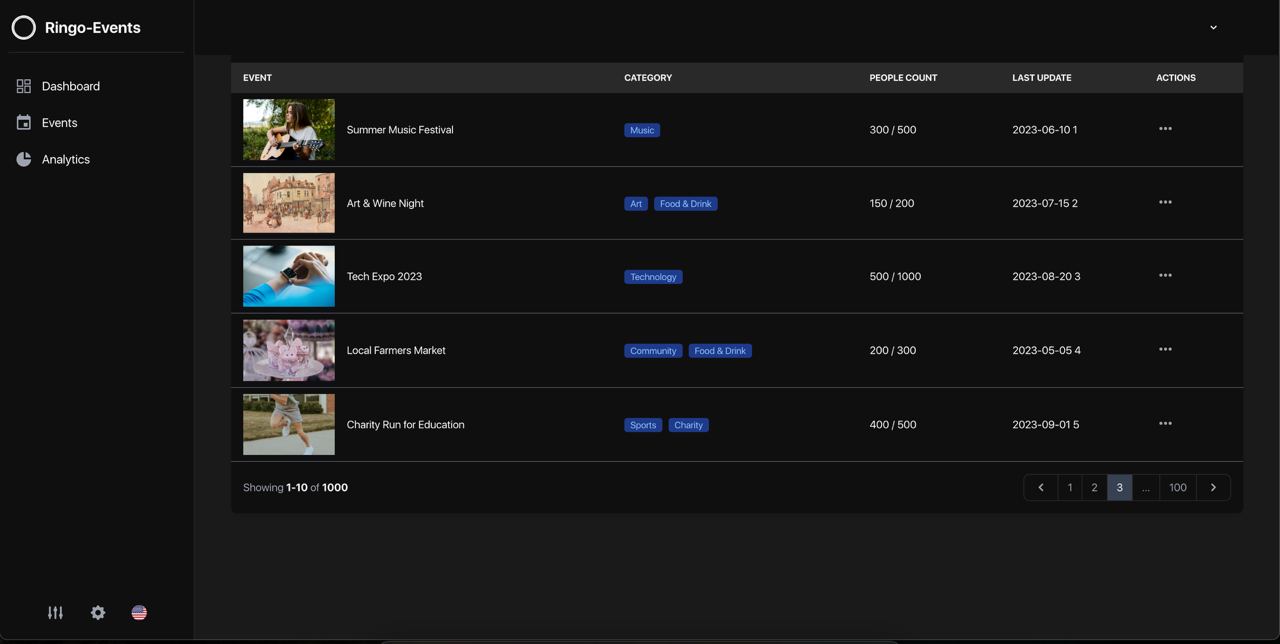 Ringo-Events
Dashboard
Events
Analytics
EVENT CATEGORY PEOPLE COUNT LAST UPDATE ACTIONS
Summer Music Festival Music 300 / 500 2023-06-10 1
Art & Wine Night Art Food & Drink 150 / 200 2023-07-15 2
Tech Expo 2023 Technology 500 / 1000 2023-08-20 3
Local Farmers Market Community Food & Drink 200 / 300 2023-05-05 4
Charity Run for Education Sports Charity 400 / 500 2023-09-01 5
Showing 1-10 of 1000 1 2 3 ... 100